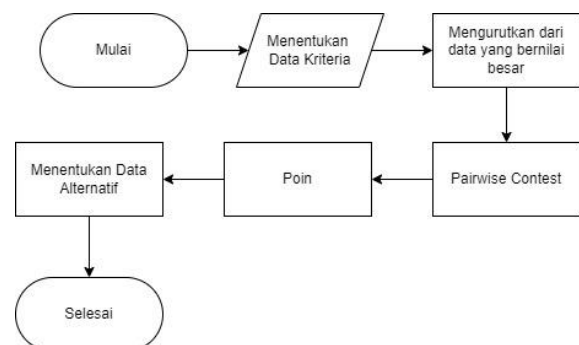 Mulai
Menentukan
Data Kriteria
Mengurutkan dari
data yang bernilai
besar
Pairwise Contest
Poin
Menentukan Data
Alternatif
Selesai